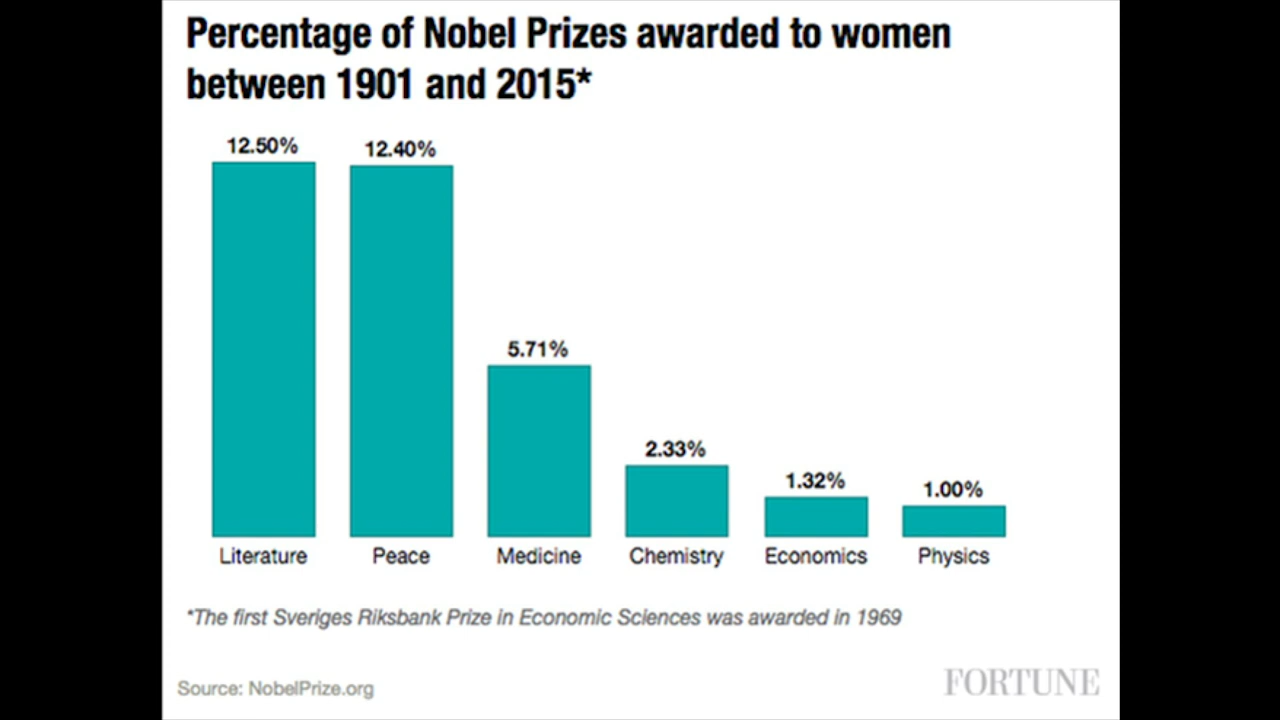 Percentage of Nobel Prizes awarded to women
between 1901 and 2015*
12.50%
12.40%
5.71%
2.33%
1.32%
1.00%
Literature
Peace
Medicine
Chemistry
Economics
Physics
*The first Sveriges Riksbank Prize in Economic Sciences was awarded in 1969
Source: NobelPrize.org
FORTUNE